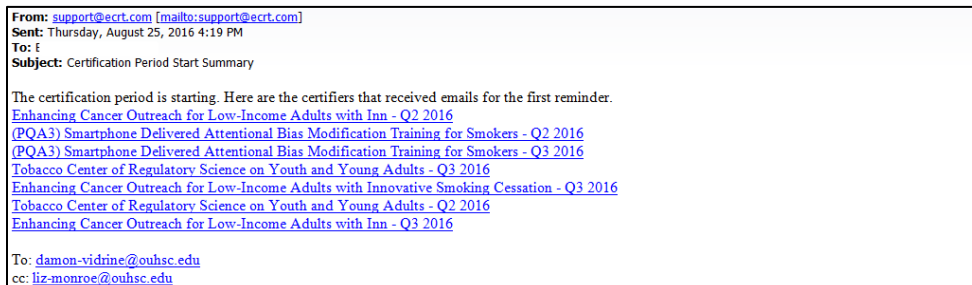 From: support@ecrt.com [mailto:support@ecrt.com]
Sent: Thursday, August 25, 2016 4:19 PM
To: E
Subject: Certification Period Start Summary
The certification period is starting. Here are the certifiers that received emails for the first reminder.
Enhancing Cancer Outreach for Low-Income Adults with Inn - Q2 2016
(PQA3) Smartphone Delivered Attentional Bias Modification Training for Smokers - Q2 2016
(PQA3) Smartphone Delivered Attentional Bias Modification Training for Smokers - Q3 2016
Tobacco Center of Regulatory Science on Youth and Young Adults - Q3 2016
Enhancing Cancer Outreach for Low-Income Adults with Innovative Smoking Cessation - Q3 2016
Tobacco Center of Regulatory Science on Youth and Young Adults - Q2 2016
Enhancing Cancer Outreach for Low-Income Adults with Inn - Q3 2016
To: damon-vidrine@ouhsc.edu
cc: liz-monroe@ouhsc.edu